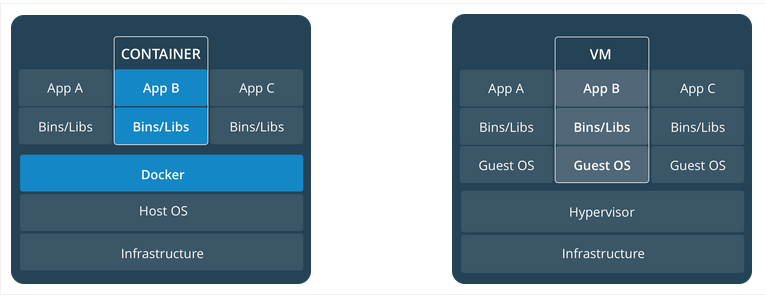 CONTAINER
App A App B App C
Bins/Libs Bins/Libs Bins/Libs
Docker
Host OS
Infrastructure
VM
App A App B App C
Bins/Libs Bins/Libs Bins/Libs
Guest OS Guest OS Guest OS
Hypervisor
Infrastructure